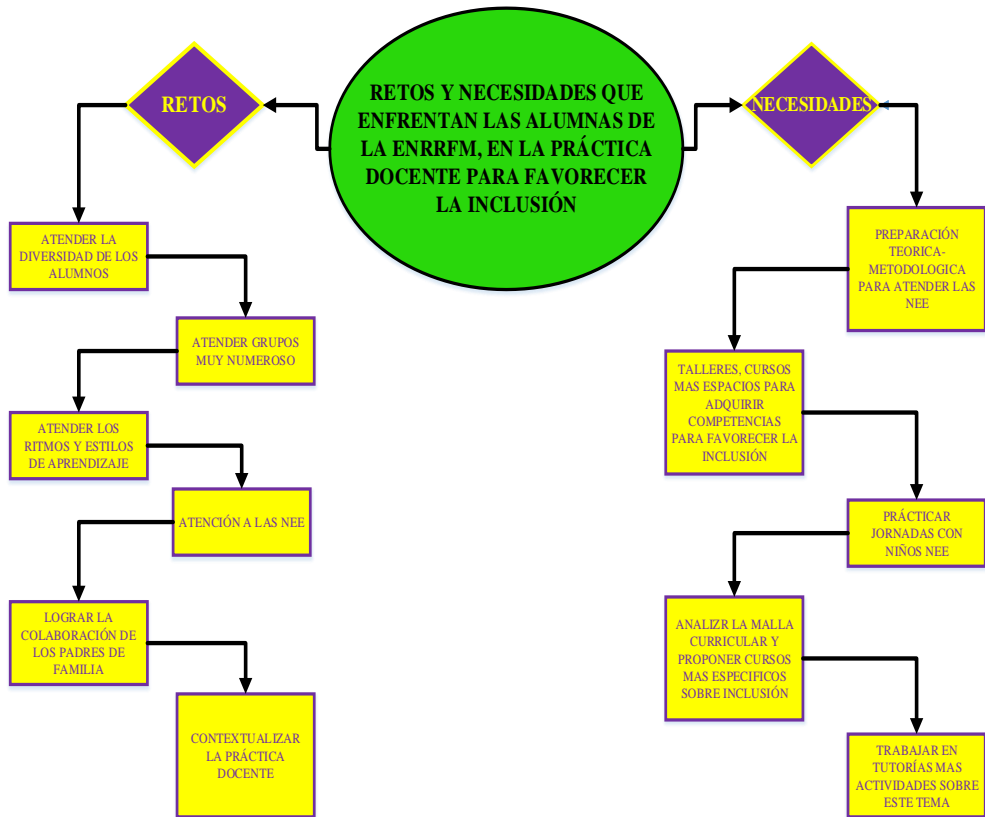 RETOS Y NECESIDADES QUE
ENFRENTAN LAS ALUMNAS DE
LA ENRRFM, EN LA PRÁCTICA
DOCENTE PARA FAVORECER
LA INCLUSIÓN
RETOS
ATENDER LA
DIVERSIDAD DE LOS
ALUMNOS
ATENDER GRUPOS
MUY NUMEROSO
ATENDER LOS
RITMOS Y ESTILOS
DE APRENDIZAJE
ATENCIÓN A LAS NEE
LOGRAR LA
COLABORACIÓN DE
LOS PADRES DE
FAMILIA
CONTEXTUALIZAR
LA PRÁCTICA
DOCENTE
NECESIDADES
PREPARACIÓN
TEORICA-
METODOLOGICA
PARA ATENDER LAS
NEE
TALLERES, CURSOS
MAS ESPACIOS PARA
ADQUIRIR
COMPETENCIAS
PARA FAVORECER LA
INCLUSIÓN
PRÁCTICAR
JORNADAS CON
NIÑOS NEE
ANALIZR LA MALLA
CURRICULAR Y
PROPONER CURSOS
MAS ESPECIFICOS
SOBRE INCLUSIÓN
TRABAJAR EN
TUTORÍAS MAS
ACTIVIDADES SOBRE
ESTE TEMA